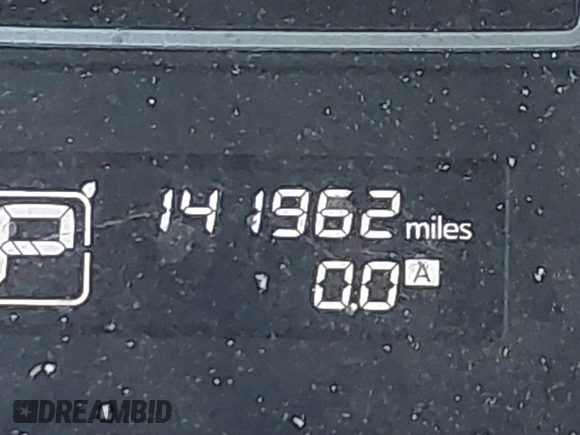 P
141962 miles
0.0 A
DREAMBID